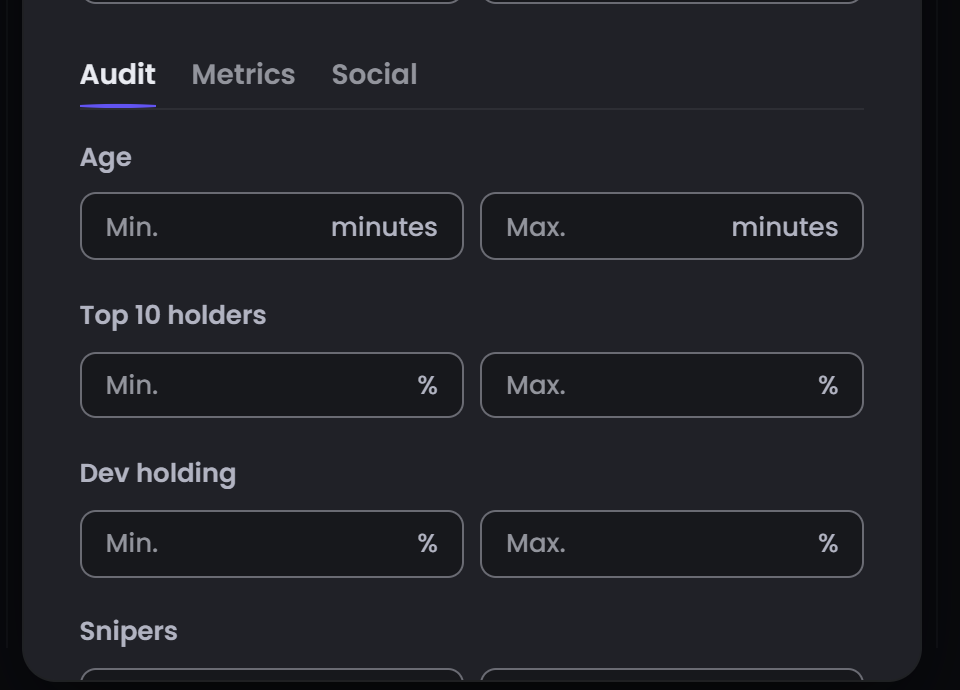 Audit Metrics Social
Age
Min. minutes Max. minutes
Top 10 holders
Min. % Max. %
Dev holding
Min. % Max. %
Snipers